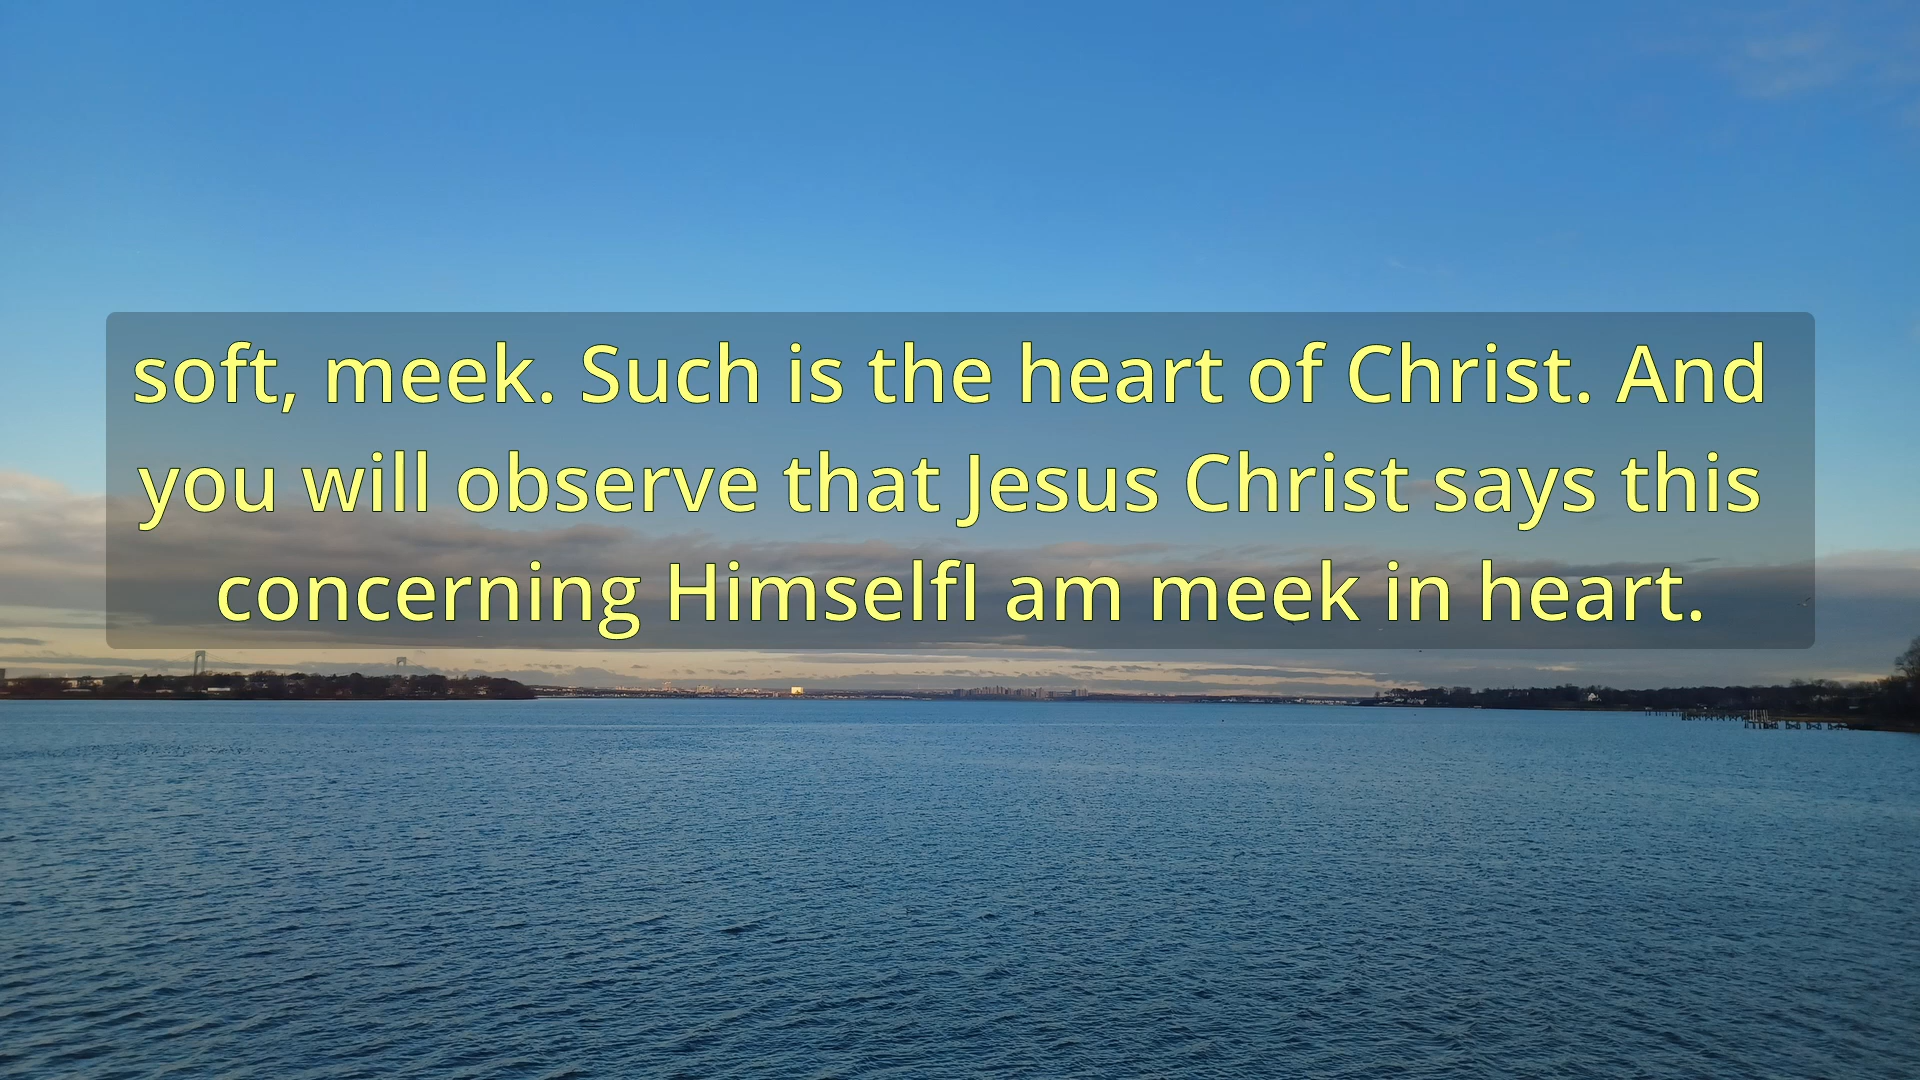 soft, meek. Such is the heart of Christ. And
you will observe that Jesus Christ says this
concerning HimselfI am meek in heart.